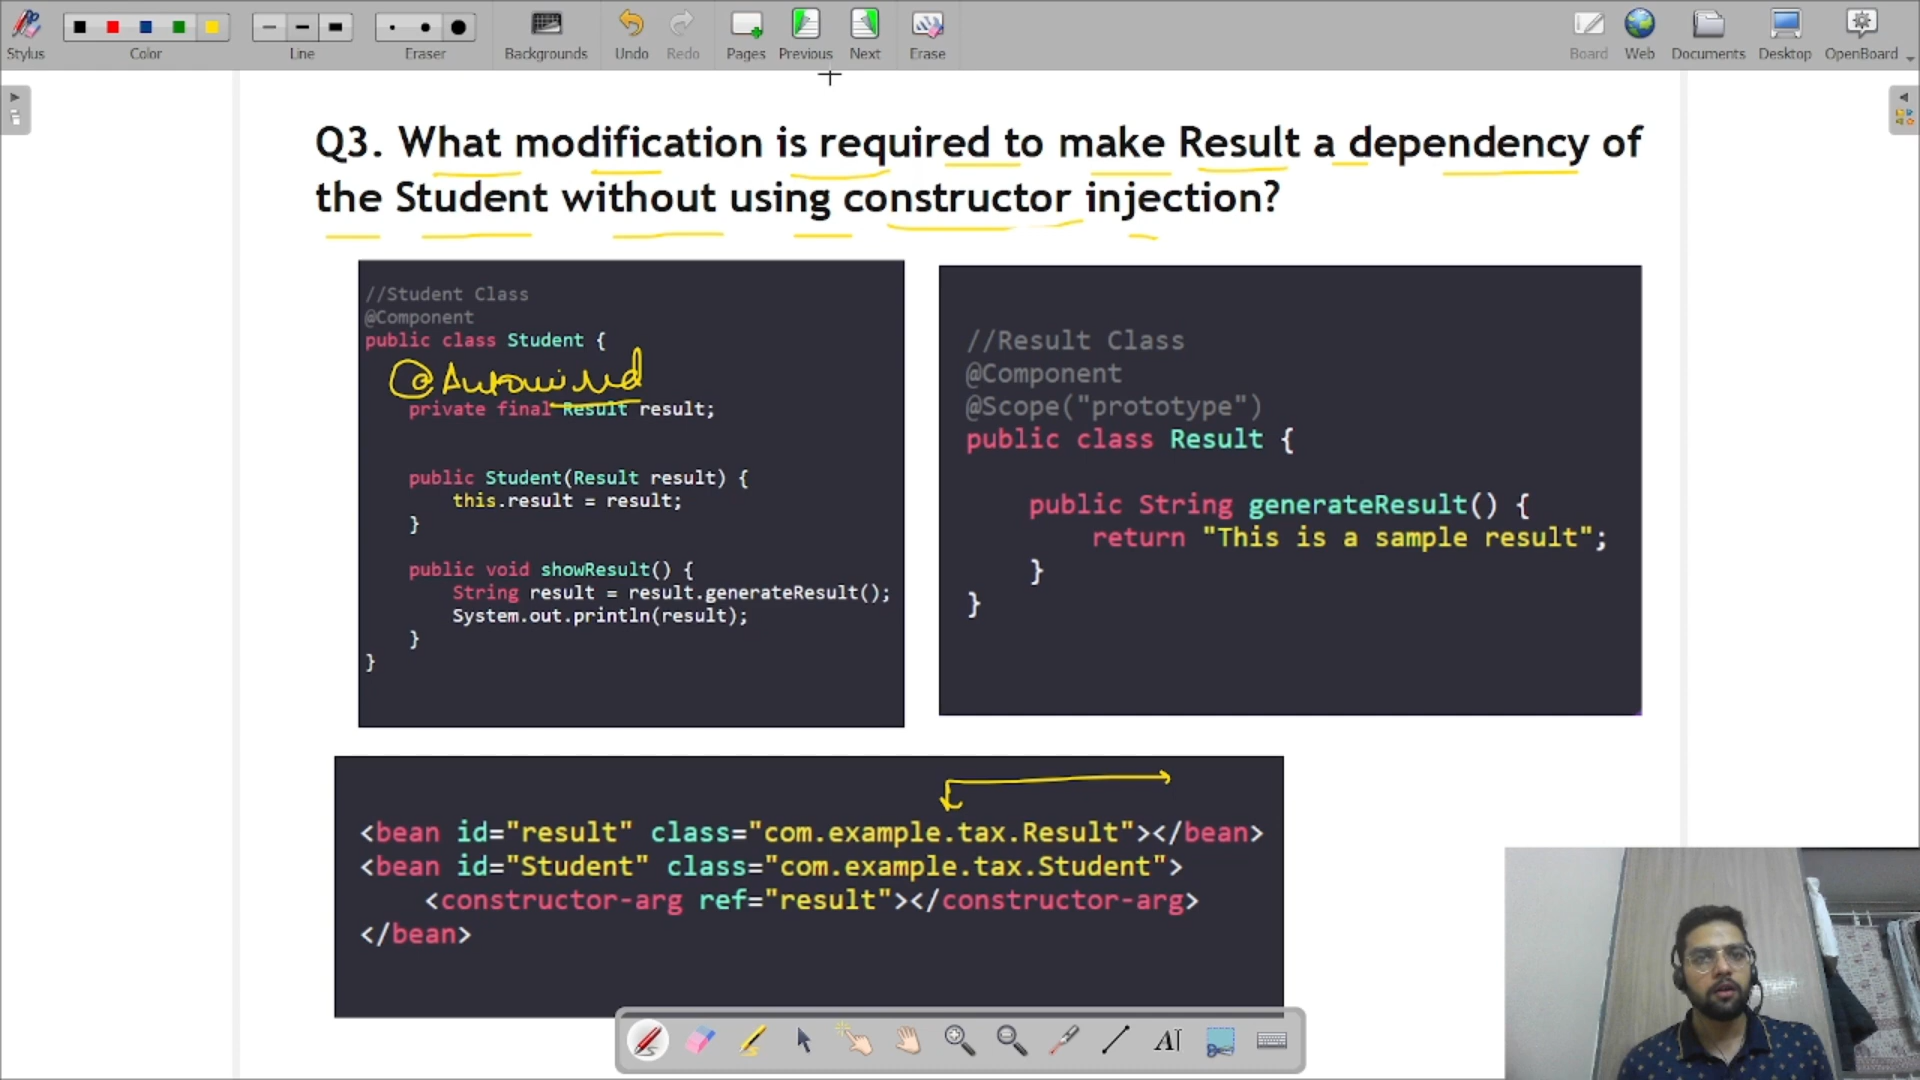 Stylus
Color
Line
Eraser
Backgrounds
Undo
Redo
Pages
Previous
Next
Erase
Board
Web
Documents
Desktop
OpenBoard
Q3. What modification is required to make Result a dependency of
the Student without using constructor injection?
//Student Class
@Component
public class Student {
@Autowired
private final Result result;
public Student(Result result) {
this.result = result;
}
public void showResult() {
String result = result.generateResult();
System.out.println(result);
}
}
//Result Class
@Component
@Scope("prototype")
public class Result {
public String generateResult() {
return "This is a sample result";
}
}
<bean id="result" class="com.example.tax.Result"></bean>
<bean id="Student" class="com.example.tax.Student">
<constructor-arg ref="result"></constructor-arg>
</bean>
AI